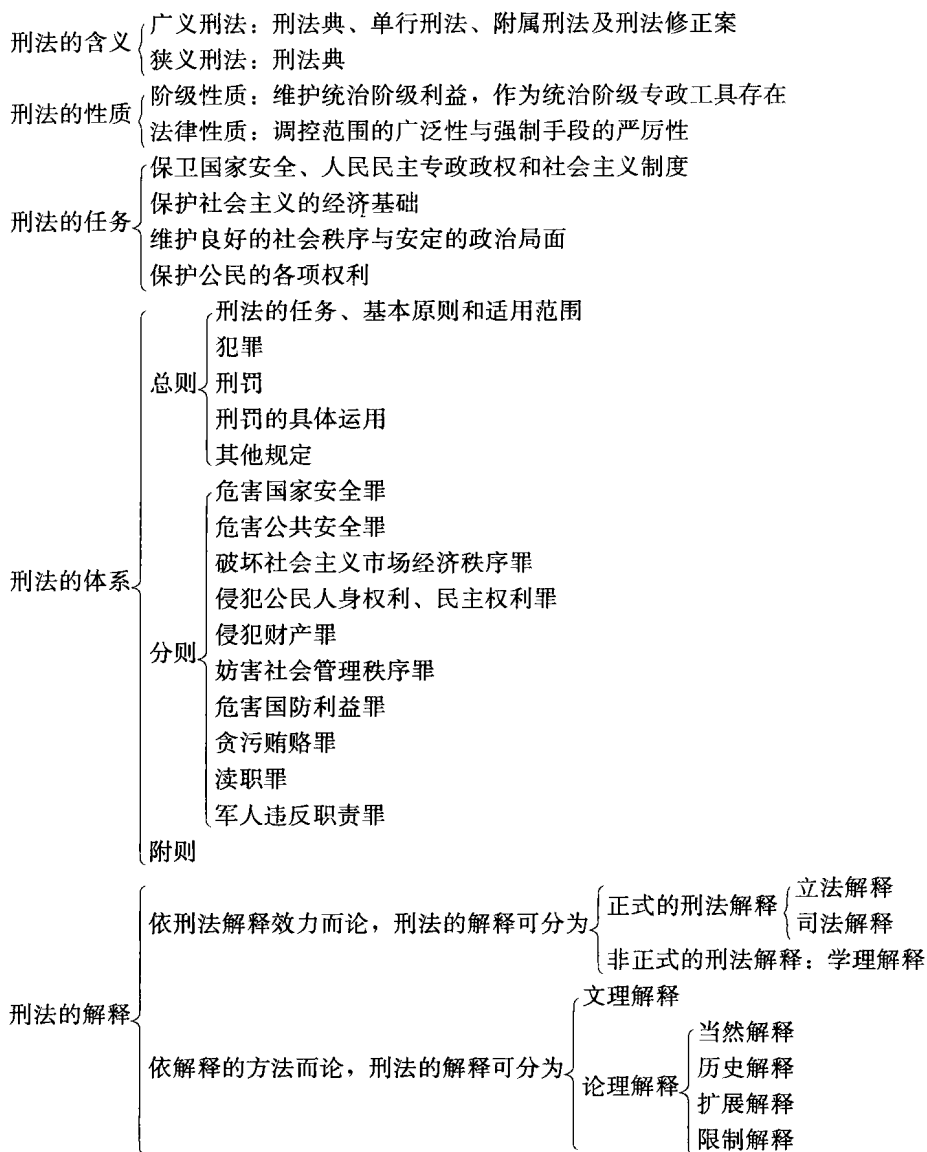 刑法的含义
广义刑法：刑法典、单行刑法、附属刑法及刑法修正案
狭义刑法：刑法典
刑法的性质
阶级性质：维护统治阶级利益，作为统治阶级专政工具存在
法律性质：调控范围的广泛性与强制手段的严厉性
刑法的任务
保卫国家安全、人民民主专政政权和社会主义制度
保护社会主义的经济基础
维护良好的社会秩序与安定的政治局面
保护公民的各项权利
刑法的体系
总则
刑法的任务、基本原则和适用范围
犯罪
刑罚
刑罚的具体运用
其他规定
分则
危害国家安全罪
危害公共安全罪
破坏社会主义市场经济秩序罪
侵犯公民人身权利、民主权利罪
侵犯财产罪
妨害社会管理秩序罪
危害国防利益罪
贪污贿赂罪
渎职罪
军人违反职责罪
附则
刑法的解释
依刑法解释效力而论，刑法的解释可分为
正式的刑法解释
立法解释
司法解释
非正式的刑法解释：学理解释
依解释的方法而论，刑法的解释可分为
文理解释
论理解释
当然解释
历史解释
扩展解释
限制解释